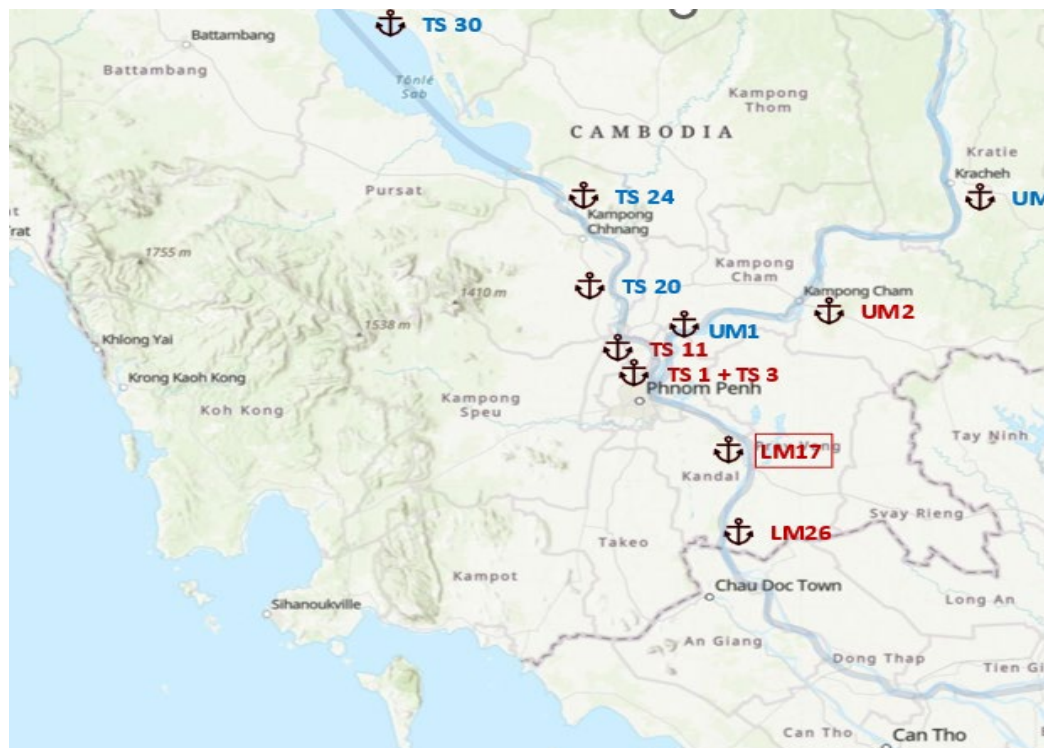 TS 30
Battambang
Battambang
Tônlé
Sab
Kampong
Thom
CAMBODIA
Kratie
Kracheh
UM
Pursat
TS 24
Kampong
Chhnang
1755 m
Kampong
Cham
Kampong Cham
UM2
TS 20
1410 m
1538 m
UM1
Khlong Yai
TS 11
TS 1 + TS 3
Phnom Penh
Krong Kaoh Kong
Koh Kong
Kampong
Speu
Tay Ninh
LM17
Kandal
Svay Rieng
LM26
Takeo
Kampot
Chau Doc Town
Long An
Sihanoukville
An Giang
Dong Thap
Tien Gi
Can Tho
Can Tho